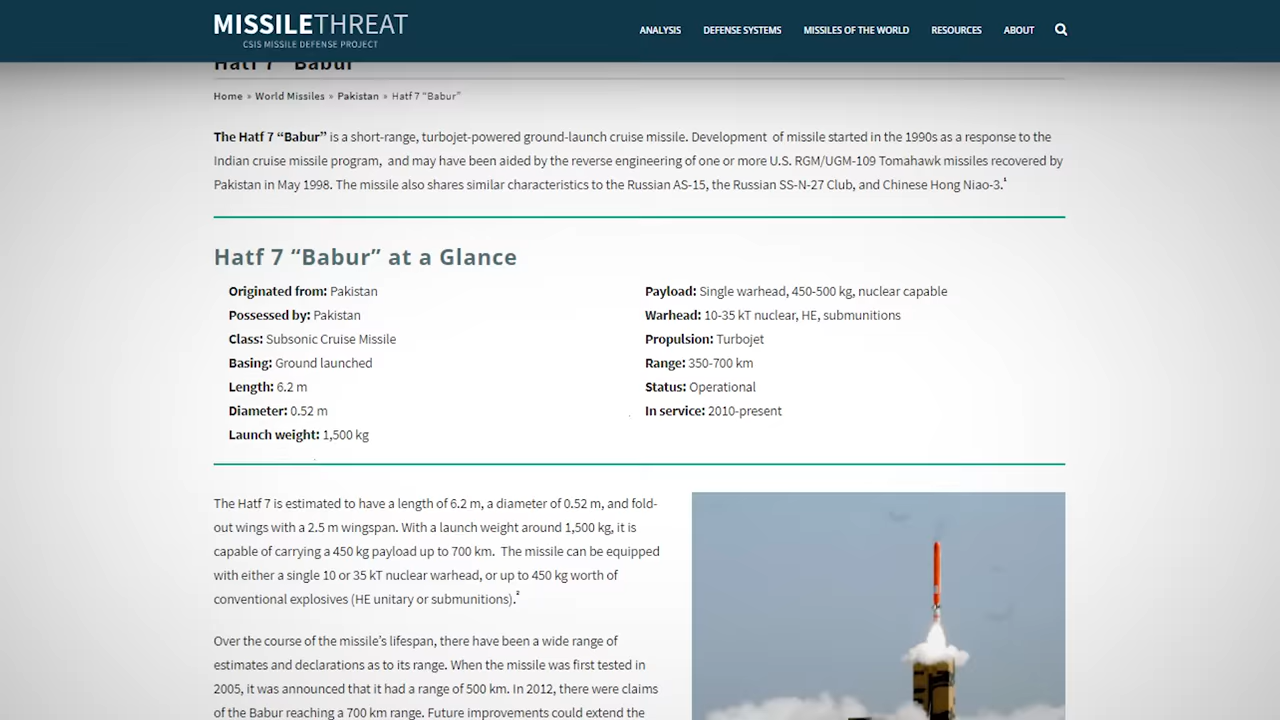 MISSILETHREAT
CSIS MISSILE DEFENSE PROJECT
ANALYSIS DEFENSE SYSTEMS MISSILES OF THE WORLD RESOURCES ABOUT
Hatf 7 "Babur"
Home » World Missiles » Pakistan » Hatf 7 “Babur”
The Hatf 7 “Babur” is a short-range, turbojet-powered ground-launch cruise missile. Development of missile started in the 1990s as a response to the
Indian cruise missile program, and may have been aided by the reverse engineering of one or more U.S. RGM/UGM-109 Tomahawk missiles recovered by
Pakistan in May 1998. The missile also shares similar characteristics to the Russian AS-15, the Russian SS-N-27 Club, and Chinese Hong Niao-3.¹
Hatf 7 “Babur” at a Glance
Originated from: Pakistan
Possessed by: Pakistan
Class: Subsonic Cruise Missile
Basing: Ground launched
Length: 6.2 m
Diameter: 0.52 m
Launch weight: 1,500 kg
Payload: Single warhead, 450-500 kg, nuclear capable
Warhead: 10-35 kT nuclear, HE, submunitions
Propulsion: Turbojet
Range: 350-700 km
Status: Operational
In service: 2010-present
The Hatf 7 is estimated to have a length of 6.2 m, a diameter of 0.52 m, and fold-
out wings with a 2.5 m wingspan. With a launch weight around 1,500 kg, it is
capable of carrying a 450 kg payload up to 700 km. The missile can be equipped
with either a single 10 or 35 kT nuclear warhead, or up to 450 kg worth of
conventional explosives (HE unitary or submunitions).²
Over the course of the missile’s lifespan, there have been a wide range of
estimates and declarations as to its range. When the missile was first tested in
2005, it was announced that it had a range of 500 km. In 2012, there were claims
of the Babur reaching a 700 km range. Future improvements could extend the